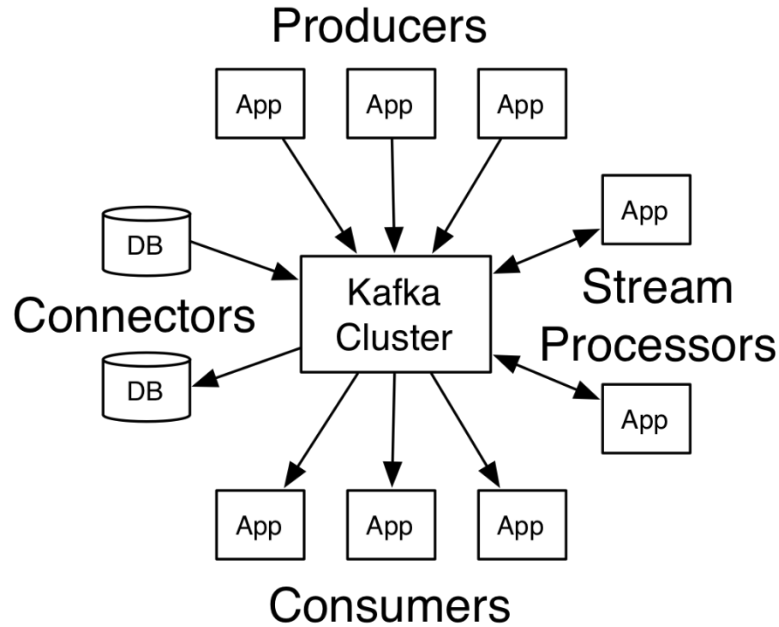 Producers
App
App
App
App
DB
Kafka
Cluster
Stream
Processors
Connectors
DB
App
App
App
App
Consumers